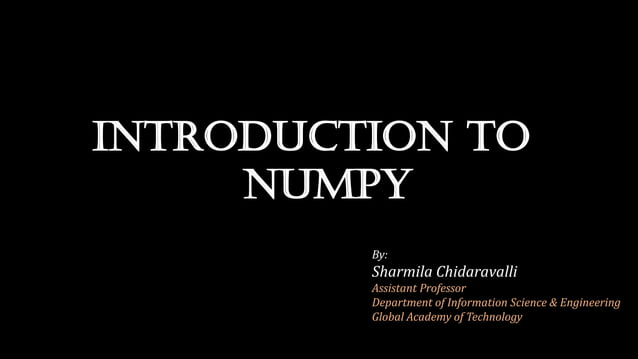 INTRODUCTION TO
NUMPY
By:
Sharmila Chidaravalli
Assistant Professor
Department of Information Science & Engineering
Global Academy of Technology